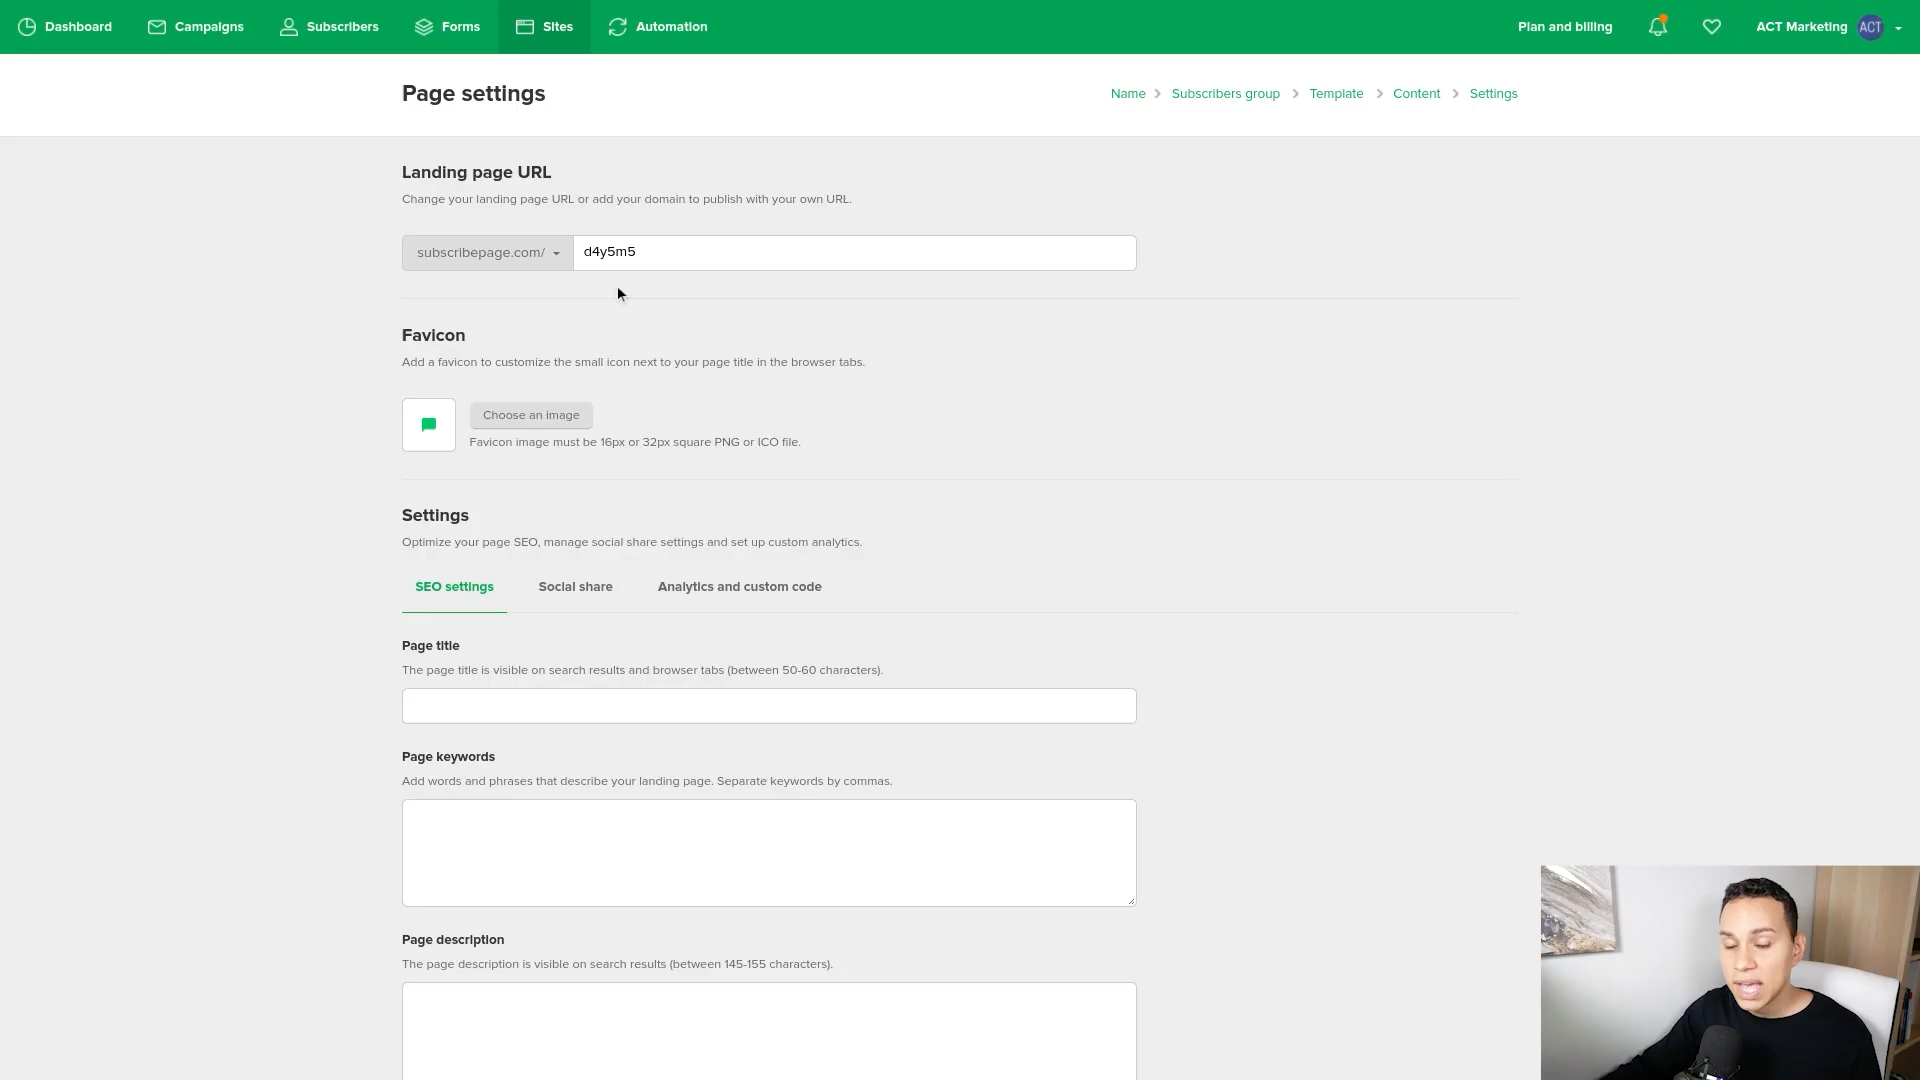 Dashboard
Campaigns
Subscribers
Forms
Sites
Automation
Plan and billing
ACT Marketing
ACT
Page settings
Name
Subscribers group
Template
Content
Settings
Landing page URL
Change your landing page URL or add your domain to publish with your own URL.
subscribepage.com/
d4y5m5
Favicon
Add a favicon to customize the small icon next to your page title in the browser tabs.
Choose an image
Favicon image must be 16px or 32px square PNG or ICO file.
Settings
Optimize your page SEO, manage social share settings and set up custom analytics.
SEO settings
Social share
Analytics and custom code
Page title
The page title is visible on search results and browser tabs (between 50-60 characters).
Page keywords
Add words and phrases that describe your landing page. Separate keywords by commas.
Page description
The page description is visible on search results (between 145-155 characters).